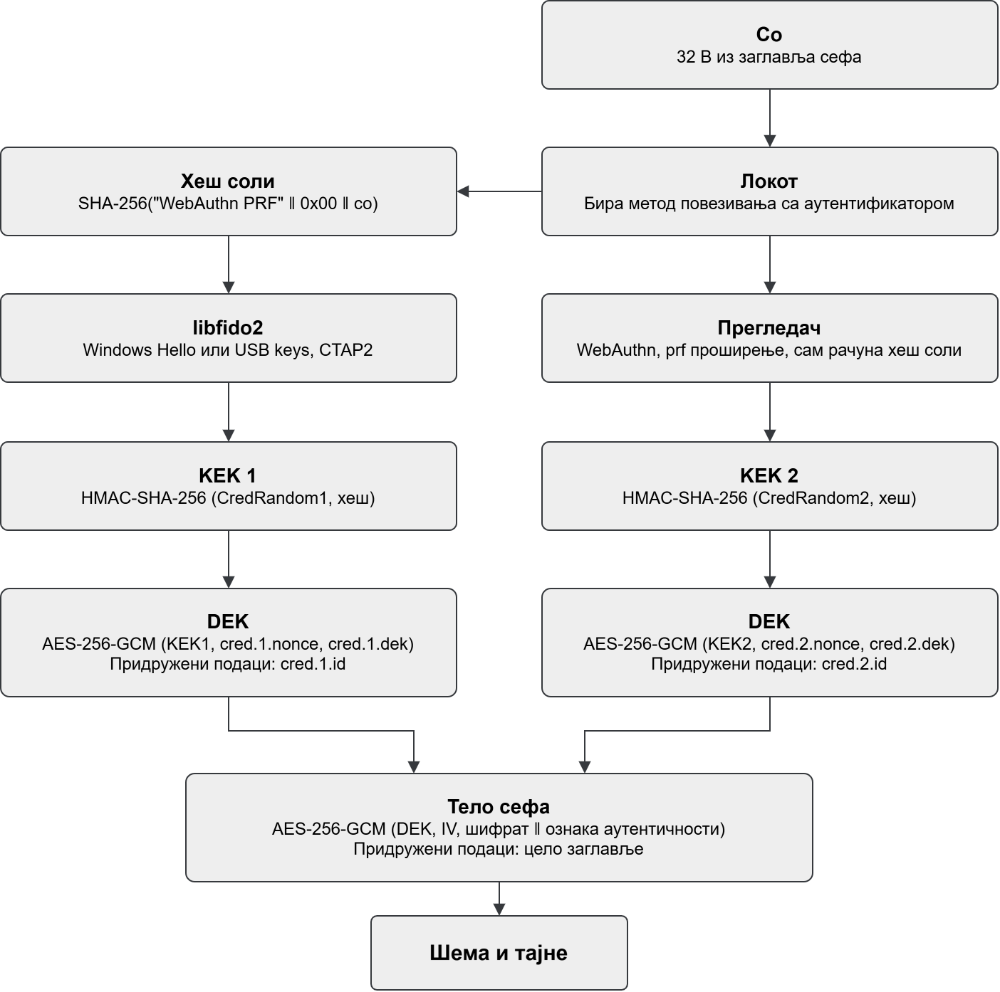 Со
32 B из заглавља сефа
Хеш соли
SHA-256("WebAuthn PRF" ‖ 0x00 ‖ со)
Локот
Бира метод повезивања са аутентификатором
libfido2
Windows Hello или USB keys, CTAP2
Прегледач
WebAuthn, prf проширење, сам рачуна хеш соли
KEK 1
HMAC-SHA-256 (CredRandom1, хеш)
KEK 2
HMAC-SHA-256 (CredRandom2, хеш)
DEK
AES-256-GCM (KEK1, cred.1.nonce, cred.1.dek)
Придружени подаци: cred.1.id
DEK
AES-256-GCM (KEK2, cred.2.nonce, cred.2.dek)
Придружени подаци: cred.2.id
Тело сефа
AES-256-GCM (DEK, IV, шифрат ‖ ознака аутентичности)
Придружени подаци: цело заглавље
Шема и тајне